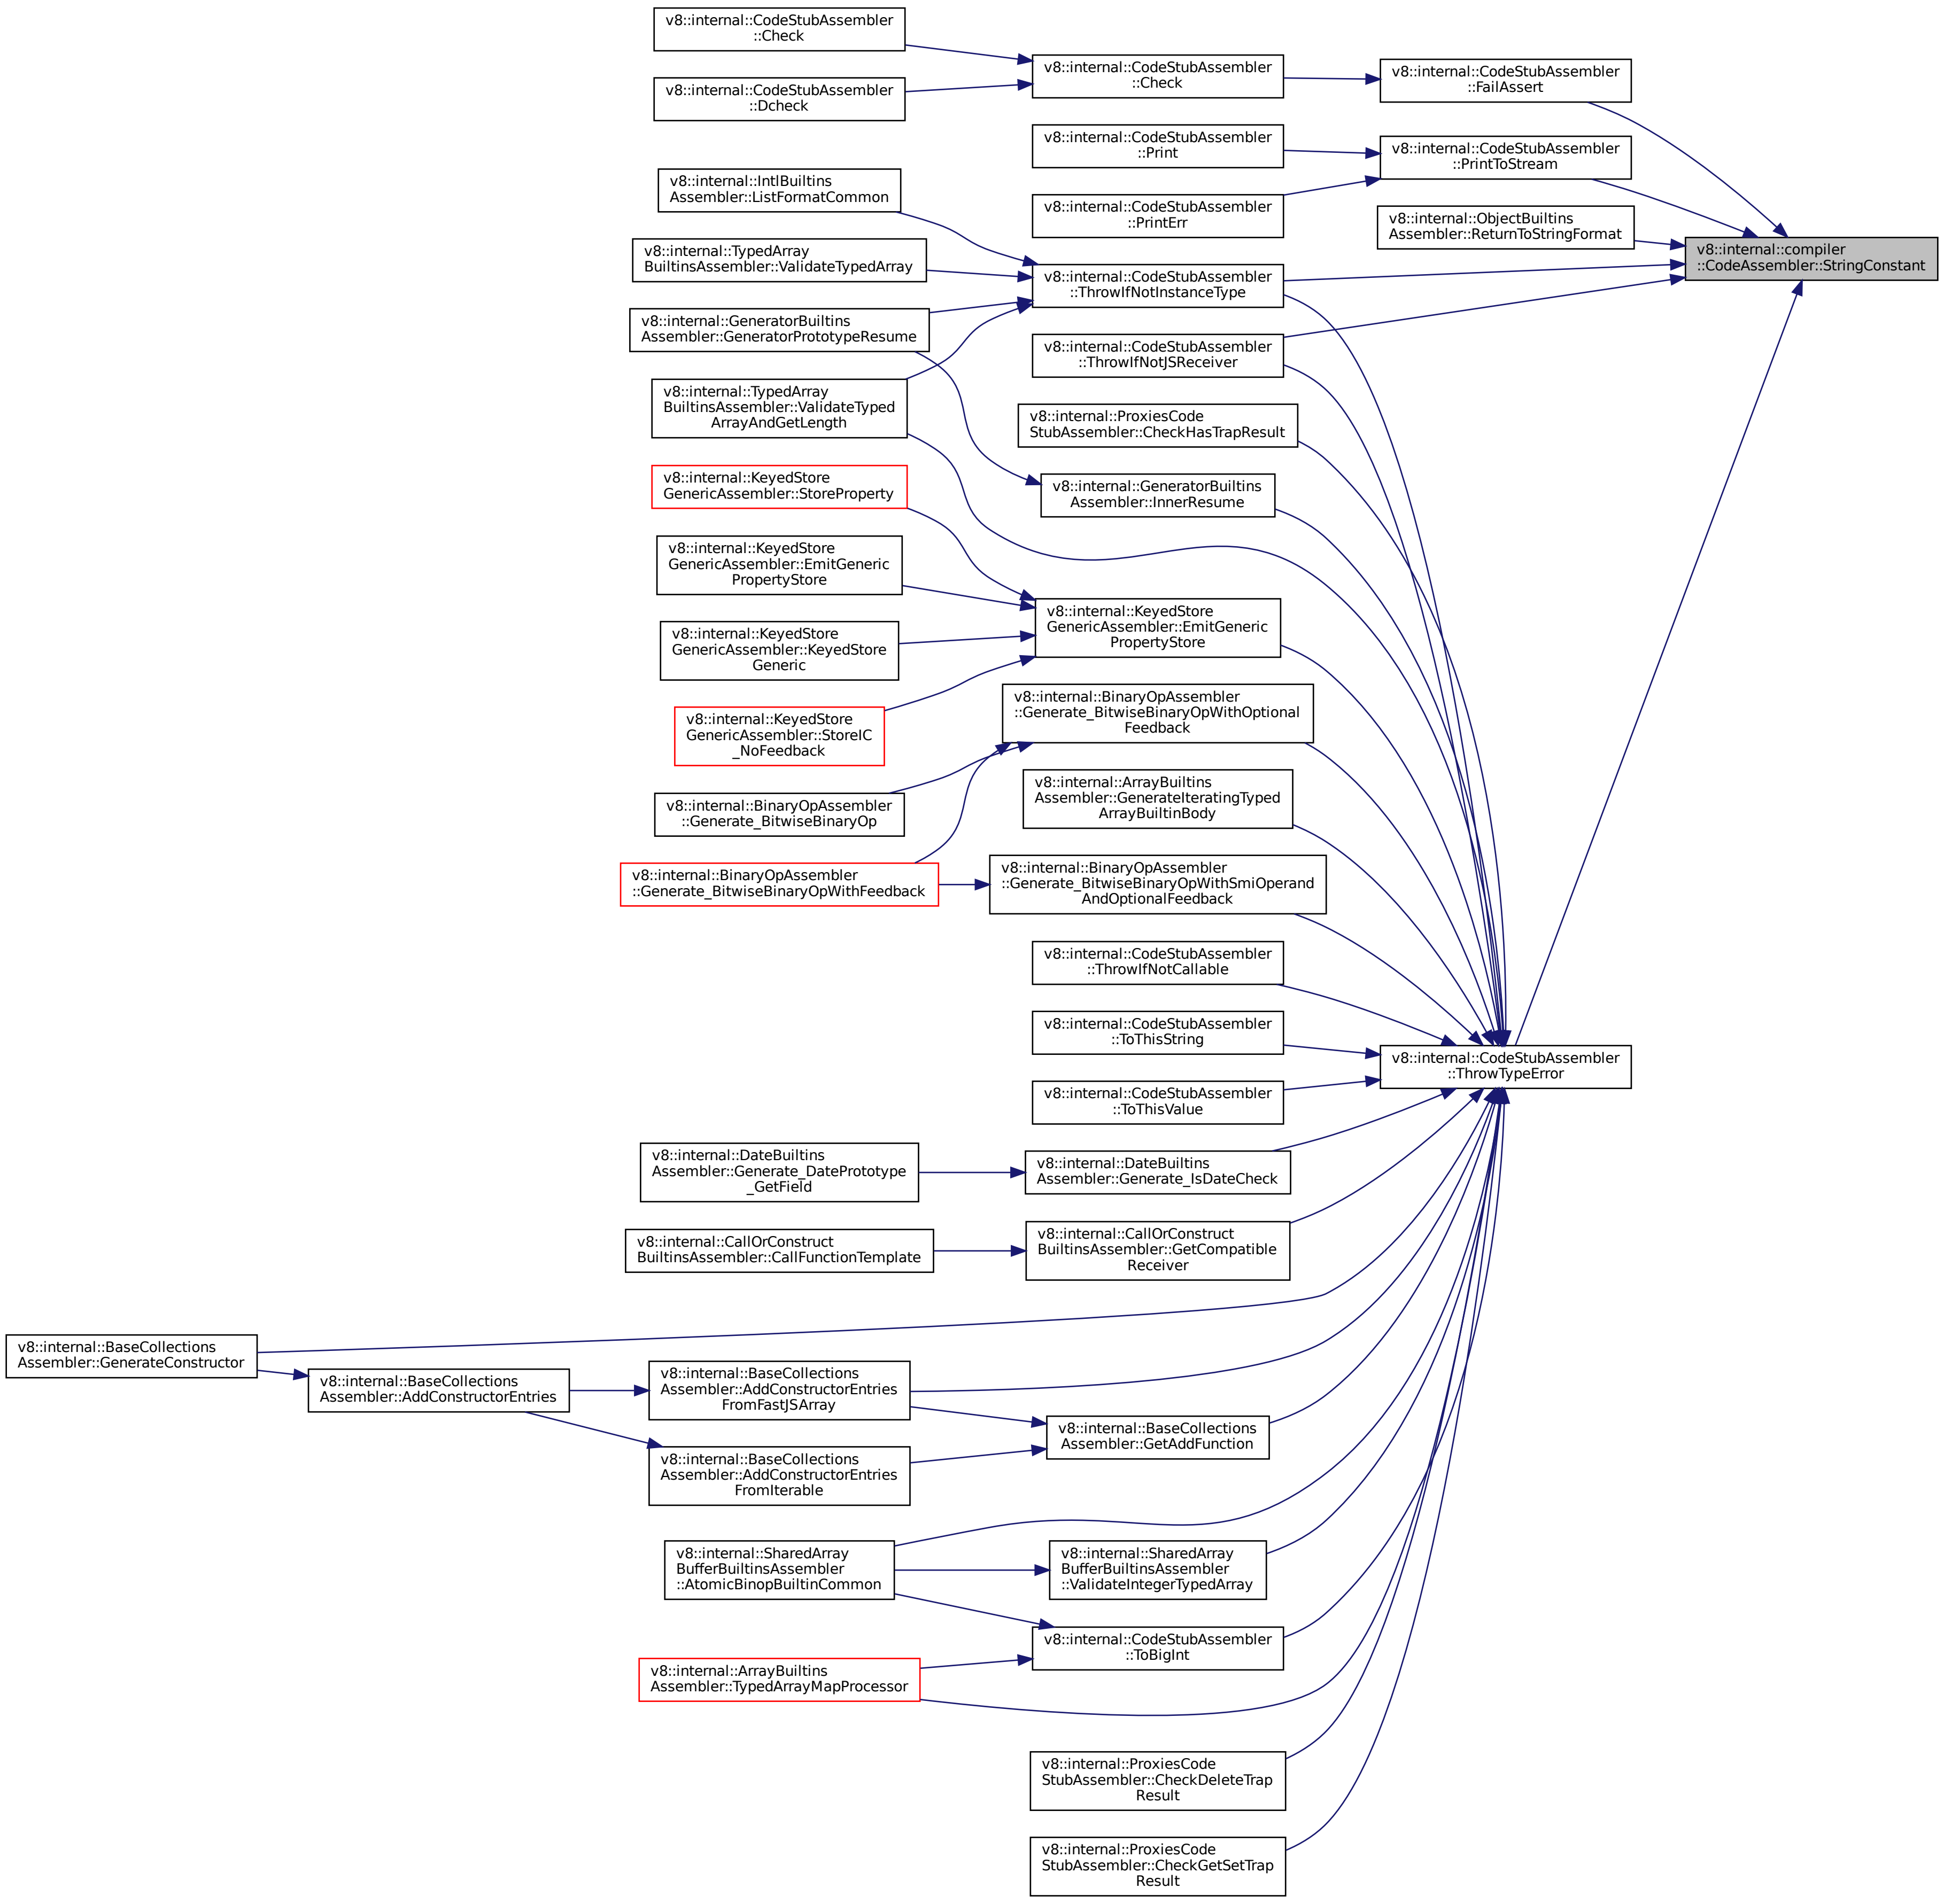 v8::internal::CodeStubAssembler
::Check
v8::internal::CodeStubAssembler
::Dcheck
v8::internal::CodeStubAssembler
::Check
v8::internal::CodeStubAssembler
::FailAssert
v8::internal::CodeStubAssembler
::Print
v8::internal::CodeStubAssembler
::PrintToStream
v8::internal::CodeStubAssembler
::PrintErr
v8::internal::IntlBuiltins
Assembler::ListFormatCommon
v8::internal::ObjectBuiltins
Assembler::ReturnToStringFormat
v8::internal::compiler
::CodeAssembler::StringConstant
v8::internal::TypedArray
BuiltinsAssembler::ValidateTypedArray
v8::internal::CodeStubAssembler
::ThrowIfNotInstanceType
v8::internal::GeneratorBuiltins
Assembler::GeneratorPrototypeResume
v8::internal::CodeStubAssembler
::ThrowIfNotJSReceiver
v8::internal::TypedArray
BuiltinsAssembler::ValidateTyped
ArrayAndGetLength
v8::internal::ProxiesCode
StubAssembler::CheckHasTrapResult
v8::internal::KeyedStore
GenericAssembler::StoreProperty
v8::internal::GeneratorBuiltins
Assembler::InnerResume
v8::internal::KeyedStore
GenericAssembler::EmitGeneric
PropertyStore
v8::internal::KeyedStore
GenericAssembler::EmitGeneric
PropertyStore
v8::internal::KeyedStore
GenericAssembler::KeyedStore
Generic
v8::internal::KeyedStore
GenericAssembler::StoreIC
_NoFeedback
v8::internal::BinaryOpAssembler
::Generate_BitwiseBinaryOpWithOptional
Feedback
v8::internal::BinaryOpAssembler
::Generate_BitwiseBinaryOp
v8::internal::ArrayBuiltins
Assembler::GenerateIteratingTyped
ArrayBuiltinBody
v8::internal::BinaryOpAssembler
::Generate_BitwiseBinaryOpWithFeedback
v8::internal::BinaryOpAssembler
::Generate_BitwiseBinaryOpWithSmiOperand
AndOptionalFeedback
v8::internal::CodeStubAssembler
::ThrowIfNotCallable
v8::internal::CodeStubAssembler
::ToThisString
v8::internal::CodeStubAssembler
::ThrowTypeError
v8::internal::CodeStubAssembler
::ToThisValue
v8::internal::DateBuiltins
Assembler::Generate_DatePrototype
_GetField
v8::internal::DateBuiltins
Assembler::Generate_IsDateCheck
v8::internal::CallOrConstruct
BuiltinsAssembler::CallFunctionTemplate
v8::internal::CallOrConstruct
BuiltinsAssembler::GetCompatible
Receiver
v8::internal::BaseCollections
Assembler::GenerateConstructor
v8::internal::BaseCollections
Assembler::AddConstructorEntries
v8::internal::BaseCollections
Assembler::AddConstructorEntries
FromFastJSArray
v8::internal::BaseCollections
Assembler::GetAddFunction
v8::internal::BaseCollections
Assembler::AddConstructorEntries
FromIterable
v8::internal::SharedArray
BufferBuiltinsAssembler
::AtomicBinopBuiltinCommon
v8::internal::SharedArray
BufferBuiltinsAssembler
::ValidateIntegerTypedArray
v8::internal::CodeStubAssembler
::ToBigInt
v8::internal::ArrayBuiltins
Assembler::TypedArrayMapProcessor
v8::internal::ProxiesCode
StubAssembler::CheckDeleteTrap
Result
v8::internal::ProxiesCode
StubAssembler::CheckGetSetTrap
Result